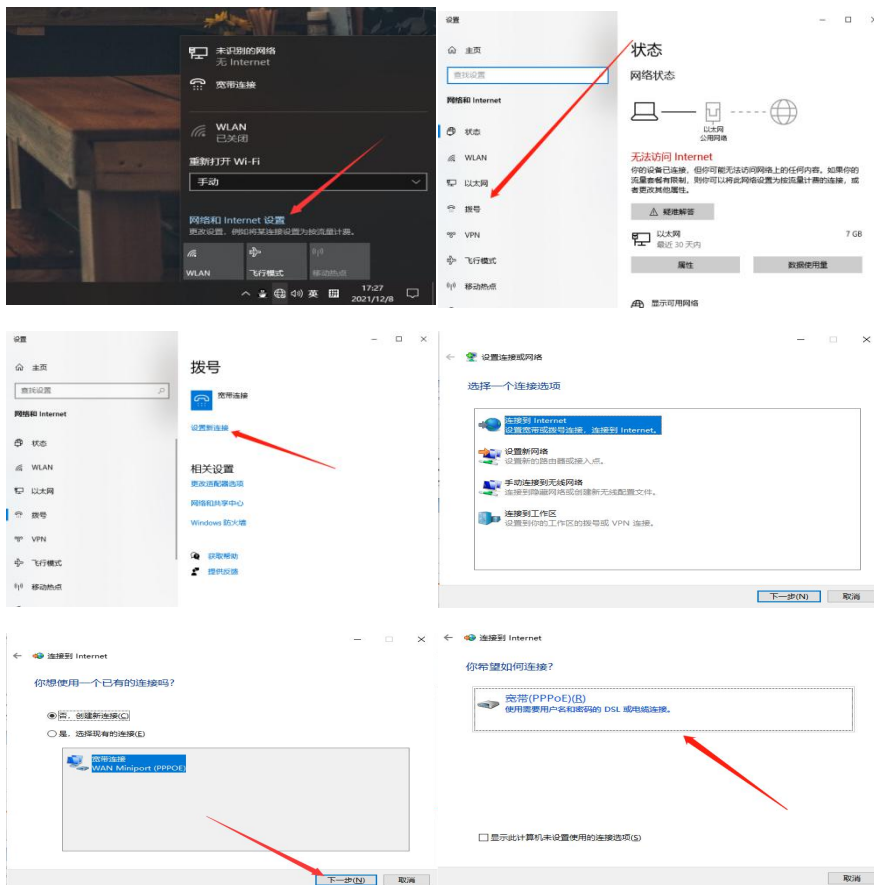 未识别的网络
无 Internet
宽带连接
WLAN
已关闭
重新打开 Wi-Fi
手动
网络和 Internet 设置
更改设置，例如将某连接设置为按流量计费。
WLAN
飞行模式
移动热点
英
17:27
2021/12/8
设置
主页
查找设置
网络和 Internet
状态
WLAN
以太网
拨号
VPN
飞行模式
移动热点
状态
网络状态
以太网
公用网络
无法访问 Internet
你的设备已连接，但你可能无法访问网络上的任何内容。如果你的
流量套餐有限制，则你可以将此网络设置为按流量计费的连接，或
者更改其他属性。
疑难解答
以太网
最近 30 天内
7 GB
属性
数据使用量
显示可用网络
设置
主页
查找设置
网络和 Internet
状态
WLAN
以太网
拨号
VPN
飞行模式
移动热点
拨号
宽带连接
设置新连接
相关设置
更改适配器选项
网络和共享中心
Windows 防火墙
获取帮助
提供反馈
设置连接或网络
选择一个连接选项
连接到 Internet
设置宽带或拨号连接，连接到 Internet。
设置新网络
设置新的路由器或接入点。
手动连接到无线网络
连接到隐藏网络或创建新无线配置文件。
连接到工作区
设置到你的工作区的拨号或 VPN 连接。
下一步(N)
取消
连接到 Internet
你想使用一个已有的连接吗?
否，创建新连接(C)
是，选择现有的连接(E)
宽带连接
WAN Miniport (PPPOE)
下一步(N)
取消
连接到 Internet
你希望如何连接?
宽带(PPPoE)(R)
使用需要用户名和密码的 DSL 或电缆连接。
显示此计算机未设置使用的连接选项(S)
取消